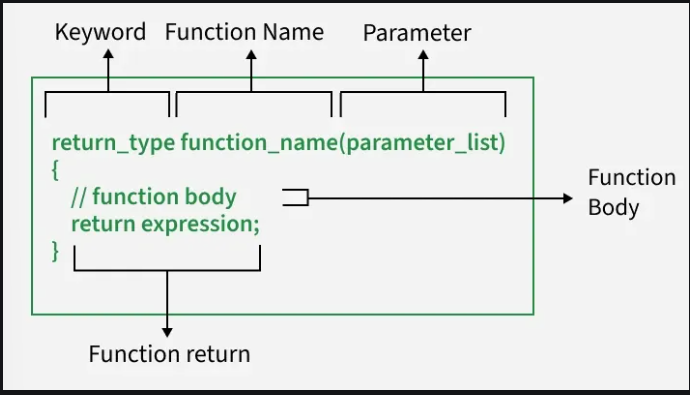 Keyword Function Name Parameter
return_type function_name(parameter_list)
{
// function body
return expression;
}
Function
Body
Function return